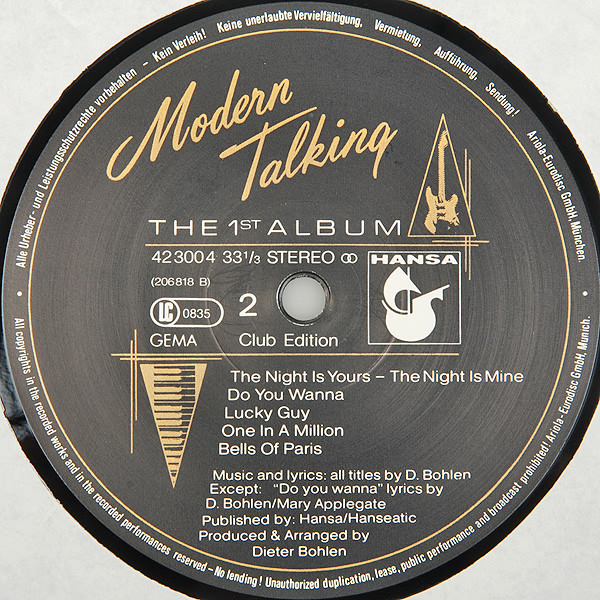 Modern
Talking
THE 1ST ALBUM
42 300 4 33 1/3 STEREO
HANSA
(206 818 B)
LC 0835
2
GEMA
Club Edition
The Night Is Yours – The Night Is Mine
Do You Wanna
Lucky Guy
One In A Million
Bells Of Paris
Music and lyrics: all titles by D. Bohlen
Except: "Do you wanna" lyrics by
D. Bohlen/Mary Applegate
Published by: Hansa/Hanseatic
Produced & Arranged by
Dieter Bohlen
Alle Urheber- und Leistungsschutzrechte vorbehalten – Kein Verleih! Keine unerlaubte Vervielfältigung, Vermietung, Aufführung, Sendung! Ariola-Eurodisc GmbH, München.
All copyrights in the recorded works and in the recorded performances reserved – No lending! Unauthorized duplication, lease, public performance and broadcast prohibited! Ariola-Eurodisc GmbH, Munich.